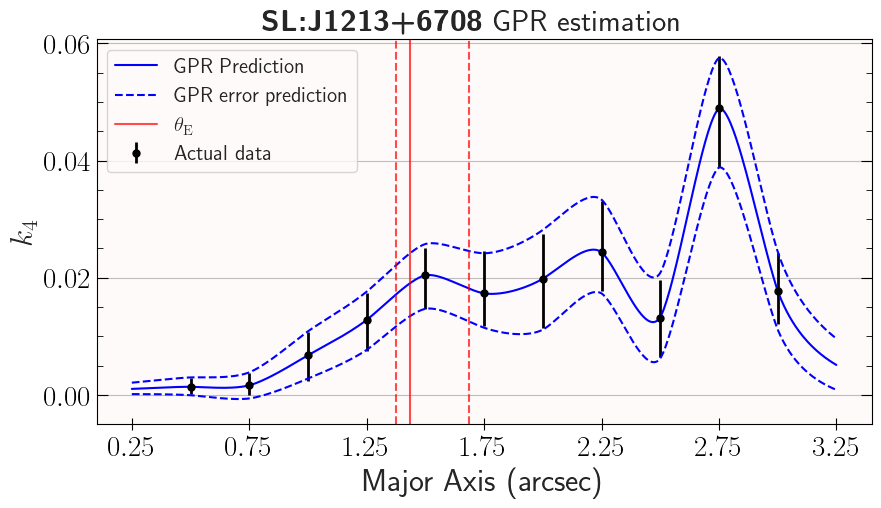 SL:J1213+6708 GPR estimation
0.06
0.04
0.02
0.00
k4
GPR Prediction
GPR error prediction
θE
Actual data
0.25 0.75 1.25 1.75 2.25 2.75 3.25
Major Axis (arcsec)